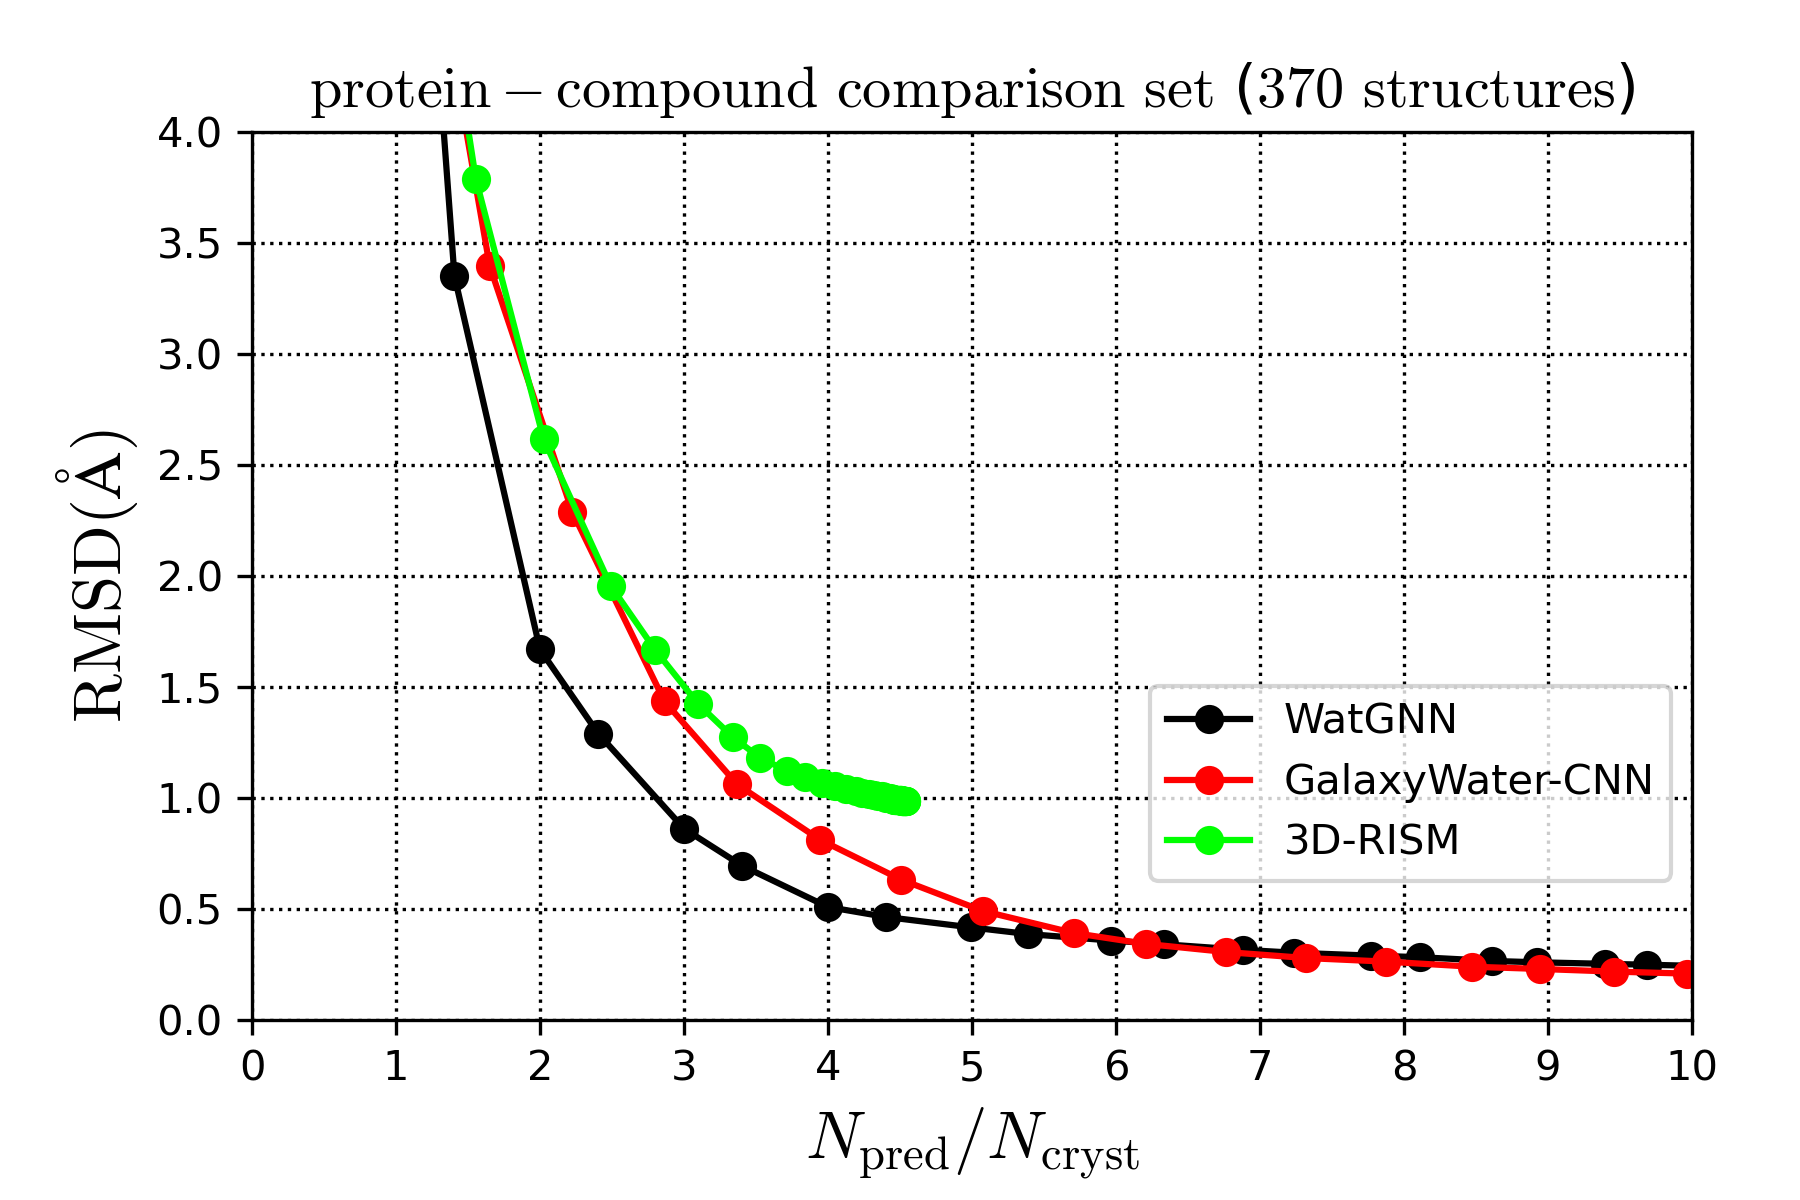 protein − compound comparison set (370 structures)
4.0
3.5
3.0
2.5
2.0
1.5
1.0
0.5
0.0
RMSD(Å)
WatGNN
GalaxyWater-CNN
3D-RISM
0 1 2 3 4 5 6 7 8 9 10
N_pred/N_cryst